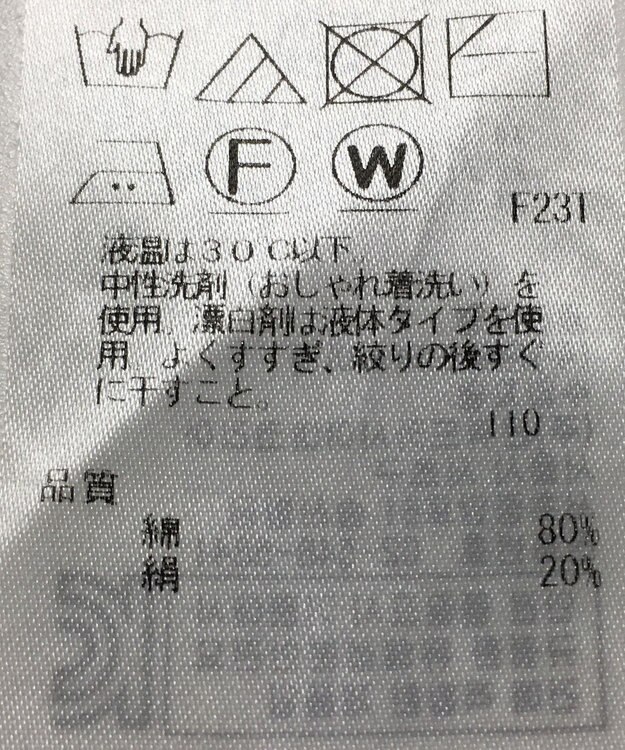 F W
F231
液温は30℃以下。
中性洗剤(おしゃれ着洗い)を
使用。漂白剤は液体タイプを使
用。よくすすぎ、絞りの後すぐ
に干すこと。
110
品質
綿 80%
絹 20%